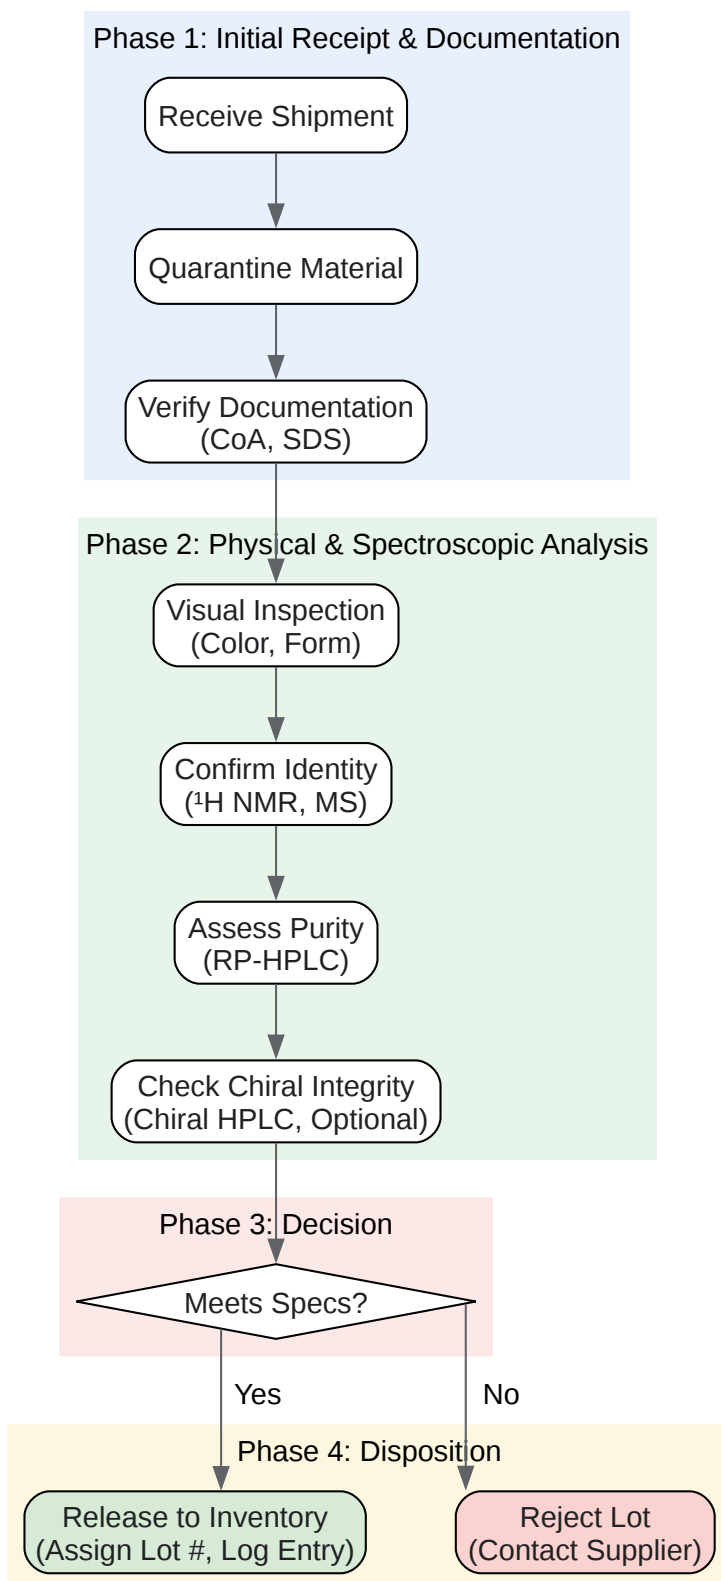 Phase 1: Initial Receipt & Documentation
Receive Shipment
Quarantine Material
Verify Documentation
(CoA, SDS)
Phase 2: Physical & Spectroscopic Analysis
Visual Inspection
(Color, Form)
Confirm Identity
(¹H NMR, MS)
Assess Purity
(RP-HPLC)
Check Chiral Integrity
(Chiral HPLC, Optional)
Phase 3: Decision
Meets Specs?
Yes
No
Phase 4: Disposition
Release to Inventory
(Assign Lot #, Log Entry)
Reject Lot
(Contact Supplier)